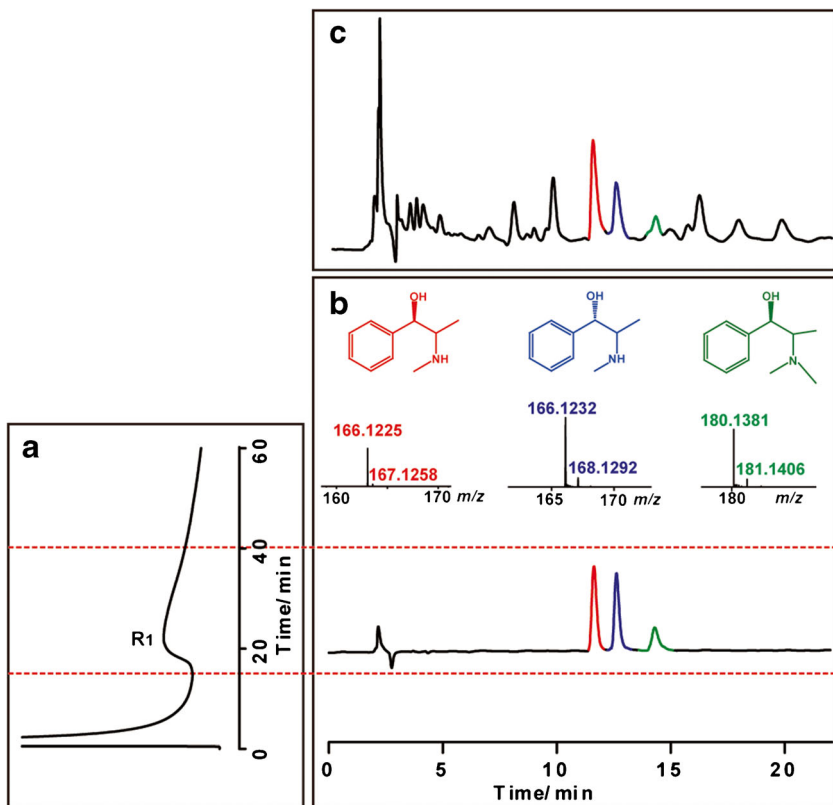 c
b
OH
NH
OH
NH
OH
N
166.1225
167.1258
160
170
m/z
166.1232
168.1292
165
170
m/z
180.1381
181.1406
180
m/z
a
R1
0
20
40
60
Time/ min
0
5
10
15
20
Time/ min